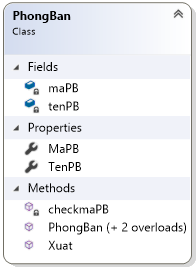 PhongBan
Class
Fields
maPB
tenPB
Properties
MaPB
TenPB
Methods
checkmaPB
PhongBan (+ 2 overloads)
Xuat